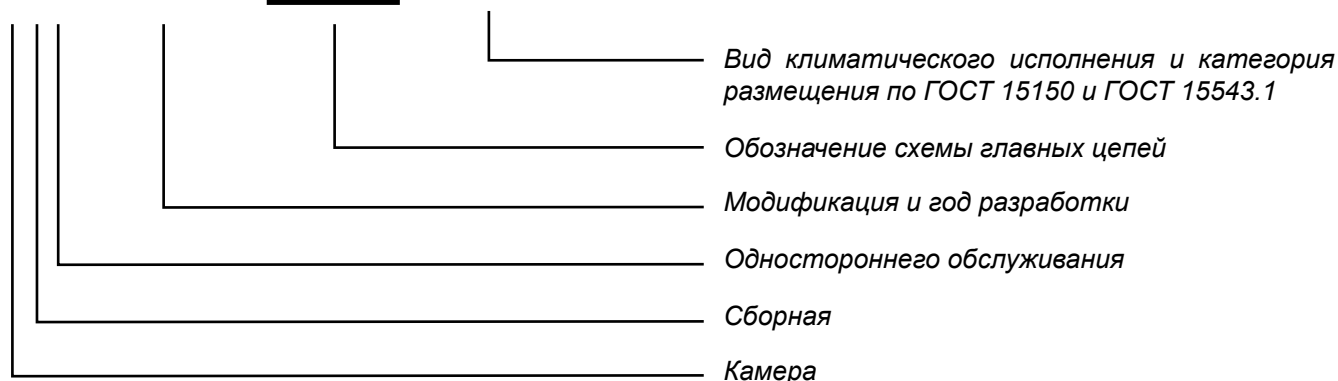 Вид климатического исполнения и категория
размещения по ГОСТ 15150 и ГОСТ 15543.1
Обозначение схемы главных цепей
Модификация и год разработки
Одностороннего обслуживания
Сборная
Камера